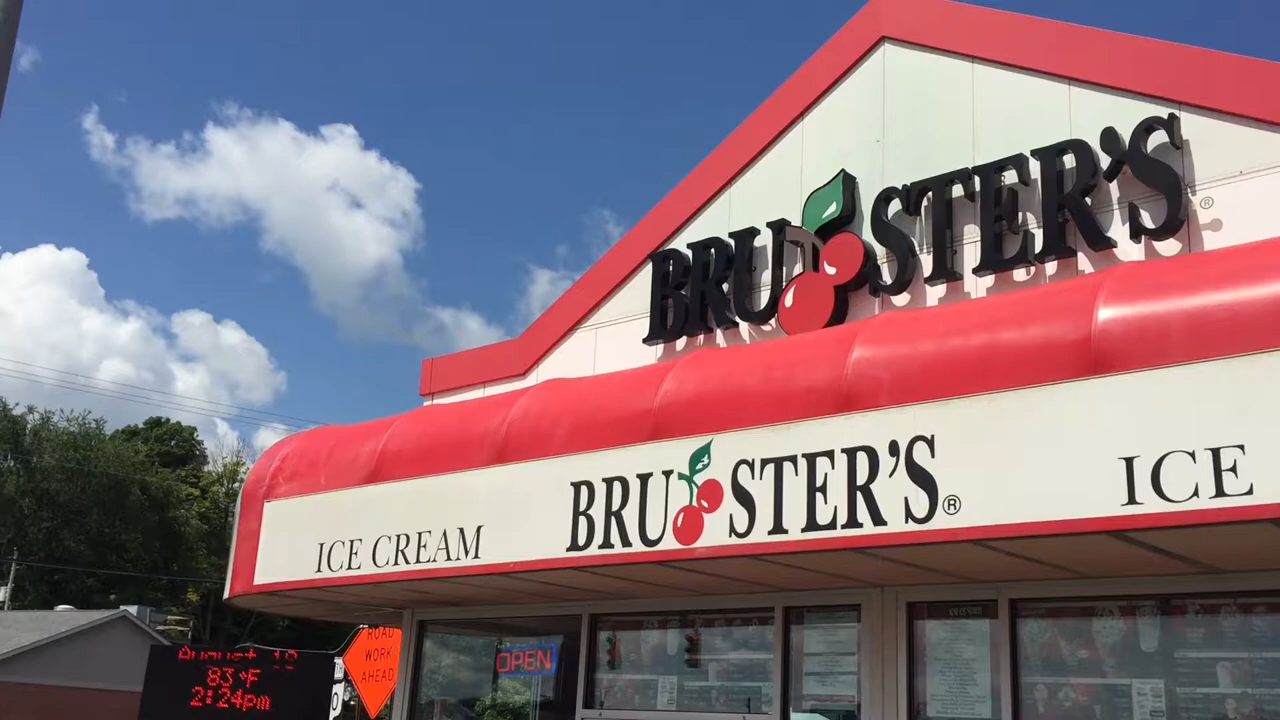 BRUSTER'S®
BRUSTER'S®
ICE CREAM
ICE
OPEN
ROAD
WORK
AHEAD
August 18
83°F
2:24pm